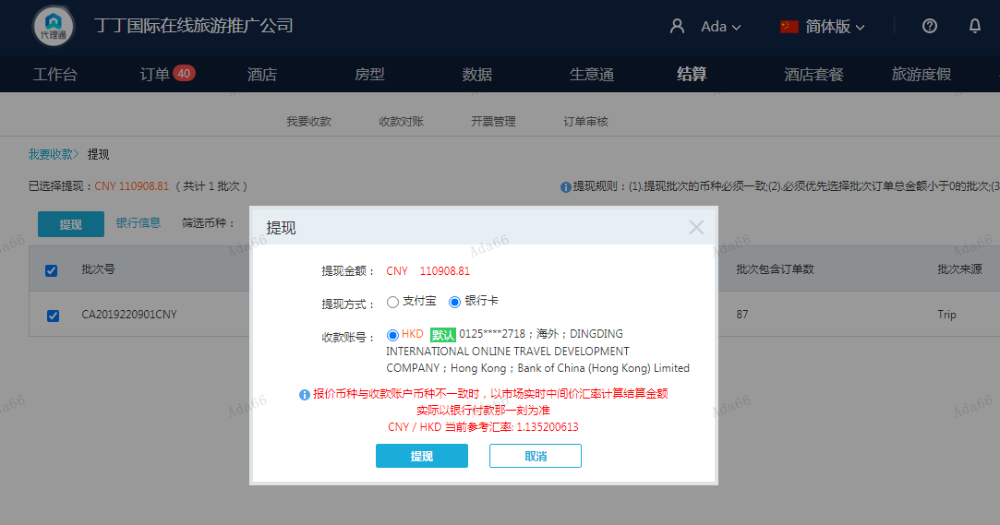 代理通
丁丁国际在线旅游推广公司
Ada
简体版
工作台
订单 40
酒店
房型
数据
生意通
结算
酒店套餐
旅游度假
我要收款
收款对账
开票管理
订单审核
我要收款> 提现
已选择提现：CNY 110908.81 （ 共计 1 批次 ）
提现规则：(1).提现批次的币种必须一致;(2).必须优先选择批次订单总金额小于0的批次;(3
提现
银行信息
筛选币种：
批次号
批次包含订单数
批次来源
CA2019220901CNY
87
Trip
提现
提现金额： CNY 110908.81
提现方式： 支付宝 银行卡
收款账号： HKD 默认 0125****2718；海外；DINGDING
INTERNATIONAL ONLINE TRAVEL DEVELOPMENT
COMPANY；Hong Kong；Bank of China (Hong Kong) Limited
报价币种与收款账户币种不一致时，以市场实时中间价汇率计算结算金额
实际以银行付款那一刻为准
CNY / HKD 当前参考汇率: 1.135200613
提现
取消
Ada66
Ada66
Ada66
Ada66
Ada66
Ada66